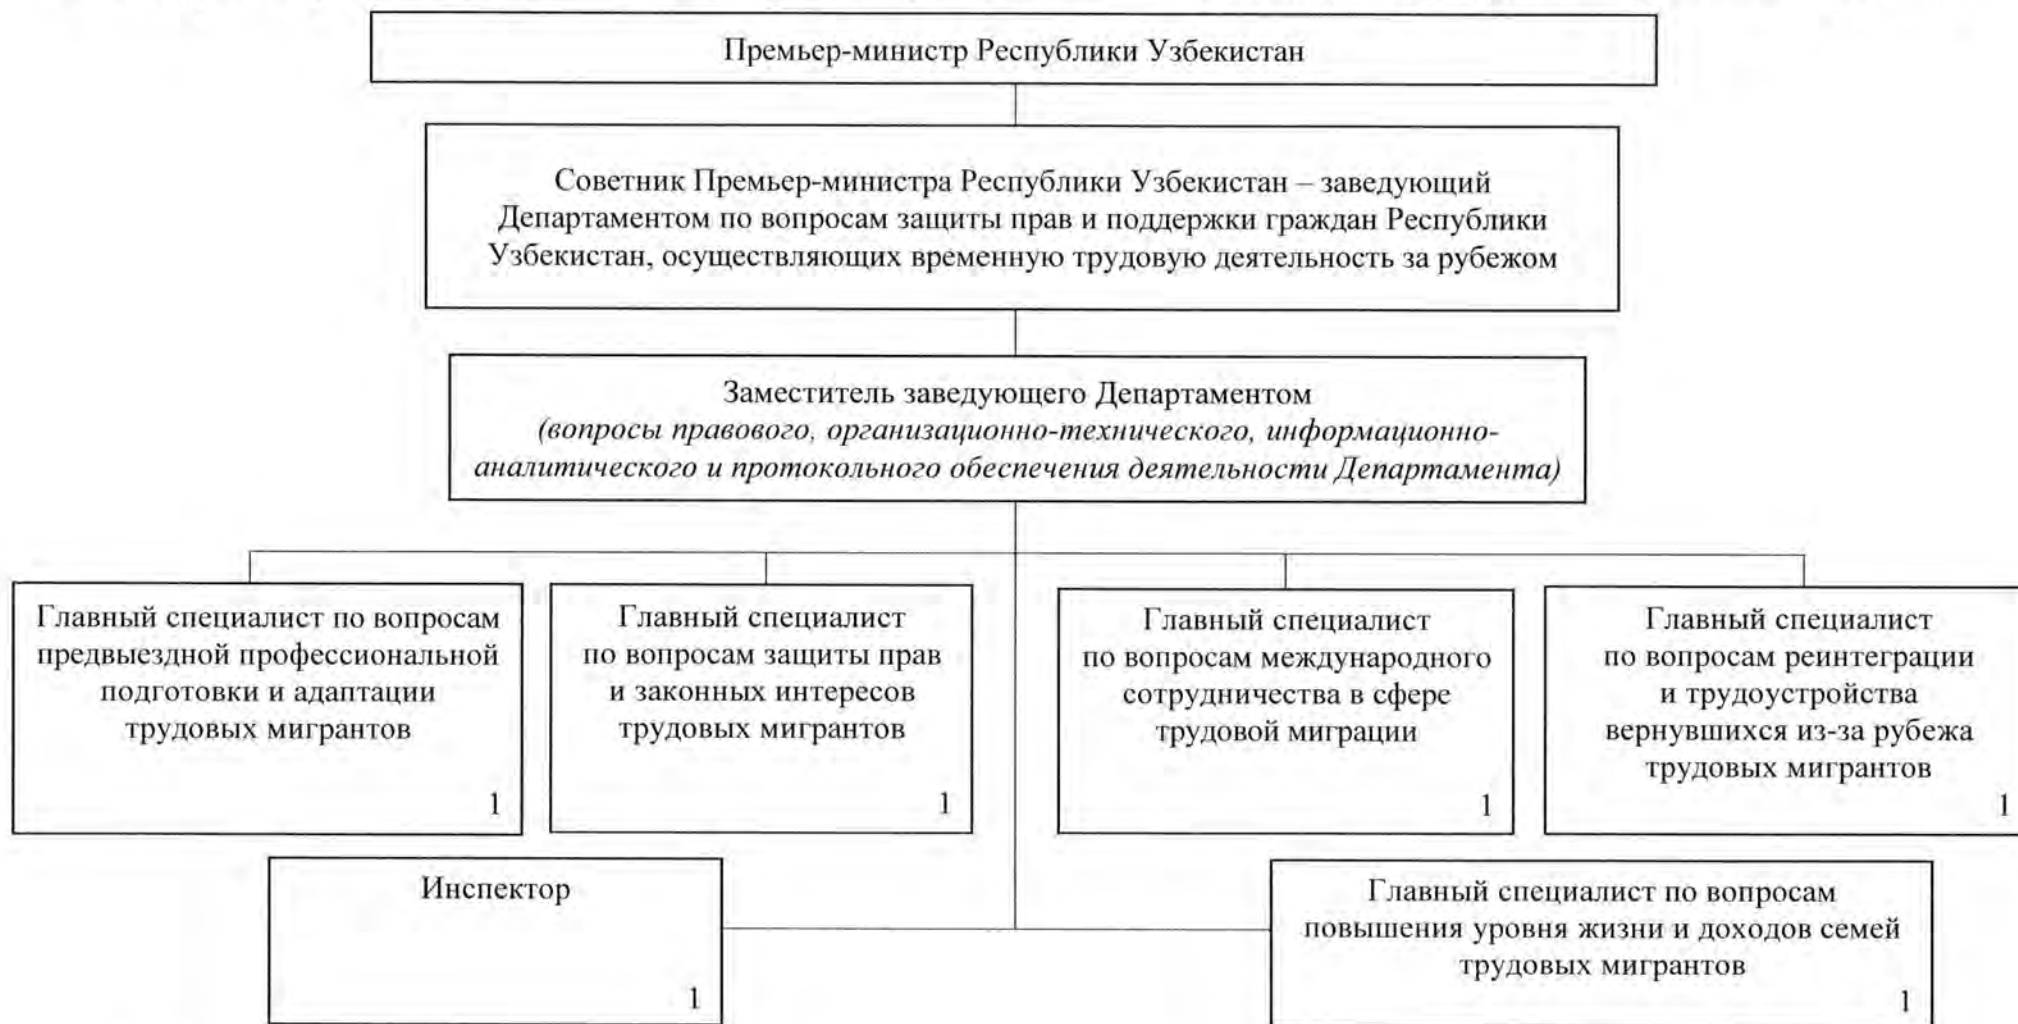 Премьер-министр Республики Узбекистан
Советник Премьер-министра Республики Узбекистан – заведующий
Департаментом по вопросам защиты прав и поддержки граждан Республики
Узбекистан, осуществляющих временную трудовую деятельность за рубежом
Заместитель заведующего Департаментом
(вопросы правового, организационно-технического, информационно-
аналитического и протокольного обеспечения деятельности Департамента)
Главный специалист по вопросам
предвыездной профессиональной
подготовки и адаптации
трудовых мигрантов
1
Главный специалист
по вопросам защиты прав
и законных интересов
трудовых мигрантов
1
Главный специалист
по вопросам международного
сотрудничества в сфере
трудовой миграции
1
Главный специалист
по вопросам реинтеграции
и трудоустройства
вернувшихся из-за рубежа
трудовых мигрантов
1
Инспектор
1
Главный специалист по вопросам
повышения уровня жизни и доходов семей
трудовых мигрантов
1